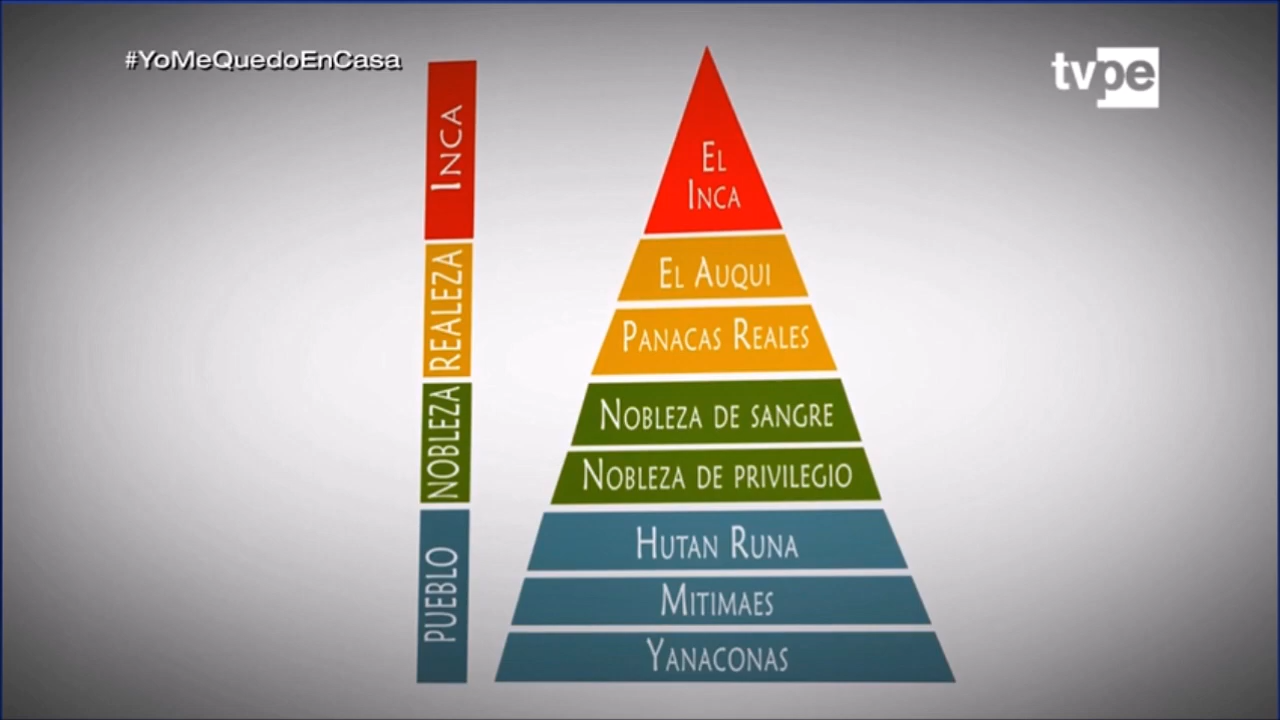 #YoMeQuedoEnCasa
tvpe
INCA
REALEZA
NOBLEZA
PUEBLO
EL
INCA
EL AUQUI
PANACAS REALES
NOBLEZA DE SANGRE
NOBLEZA DE PRIVILEGIO
HUTAN RUNA
MITIMAES
YANACONAS